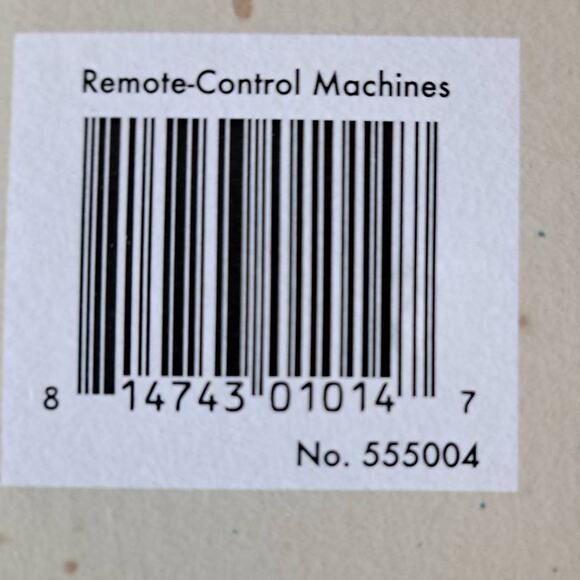 Remote-Control Machines
8 14743 01014 7
No. 555004